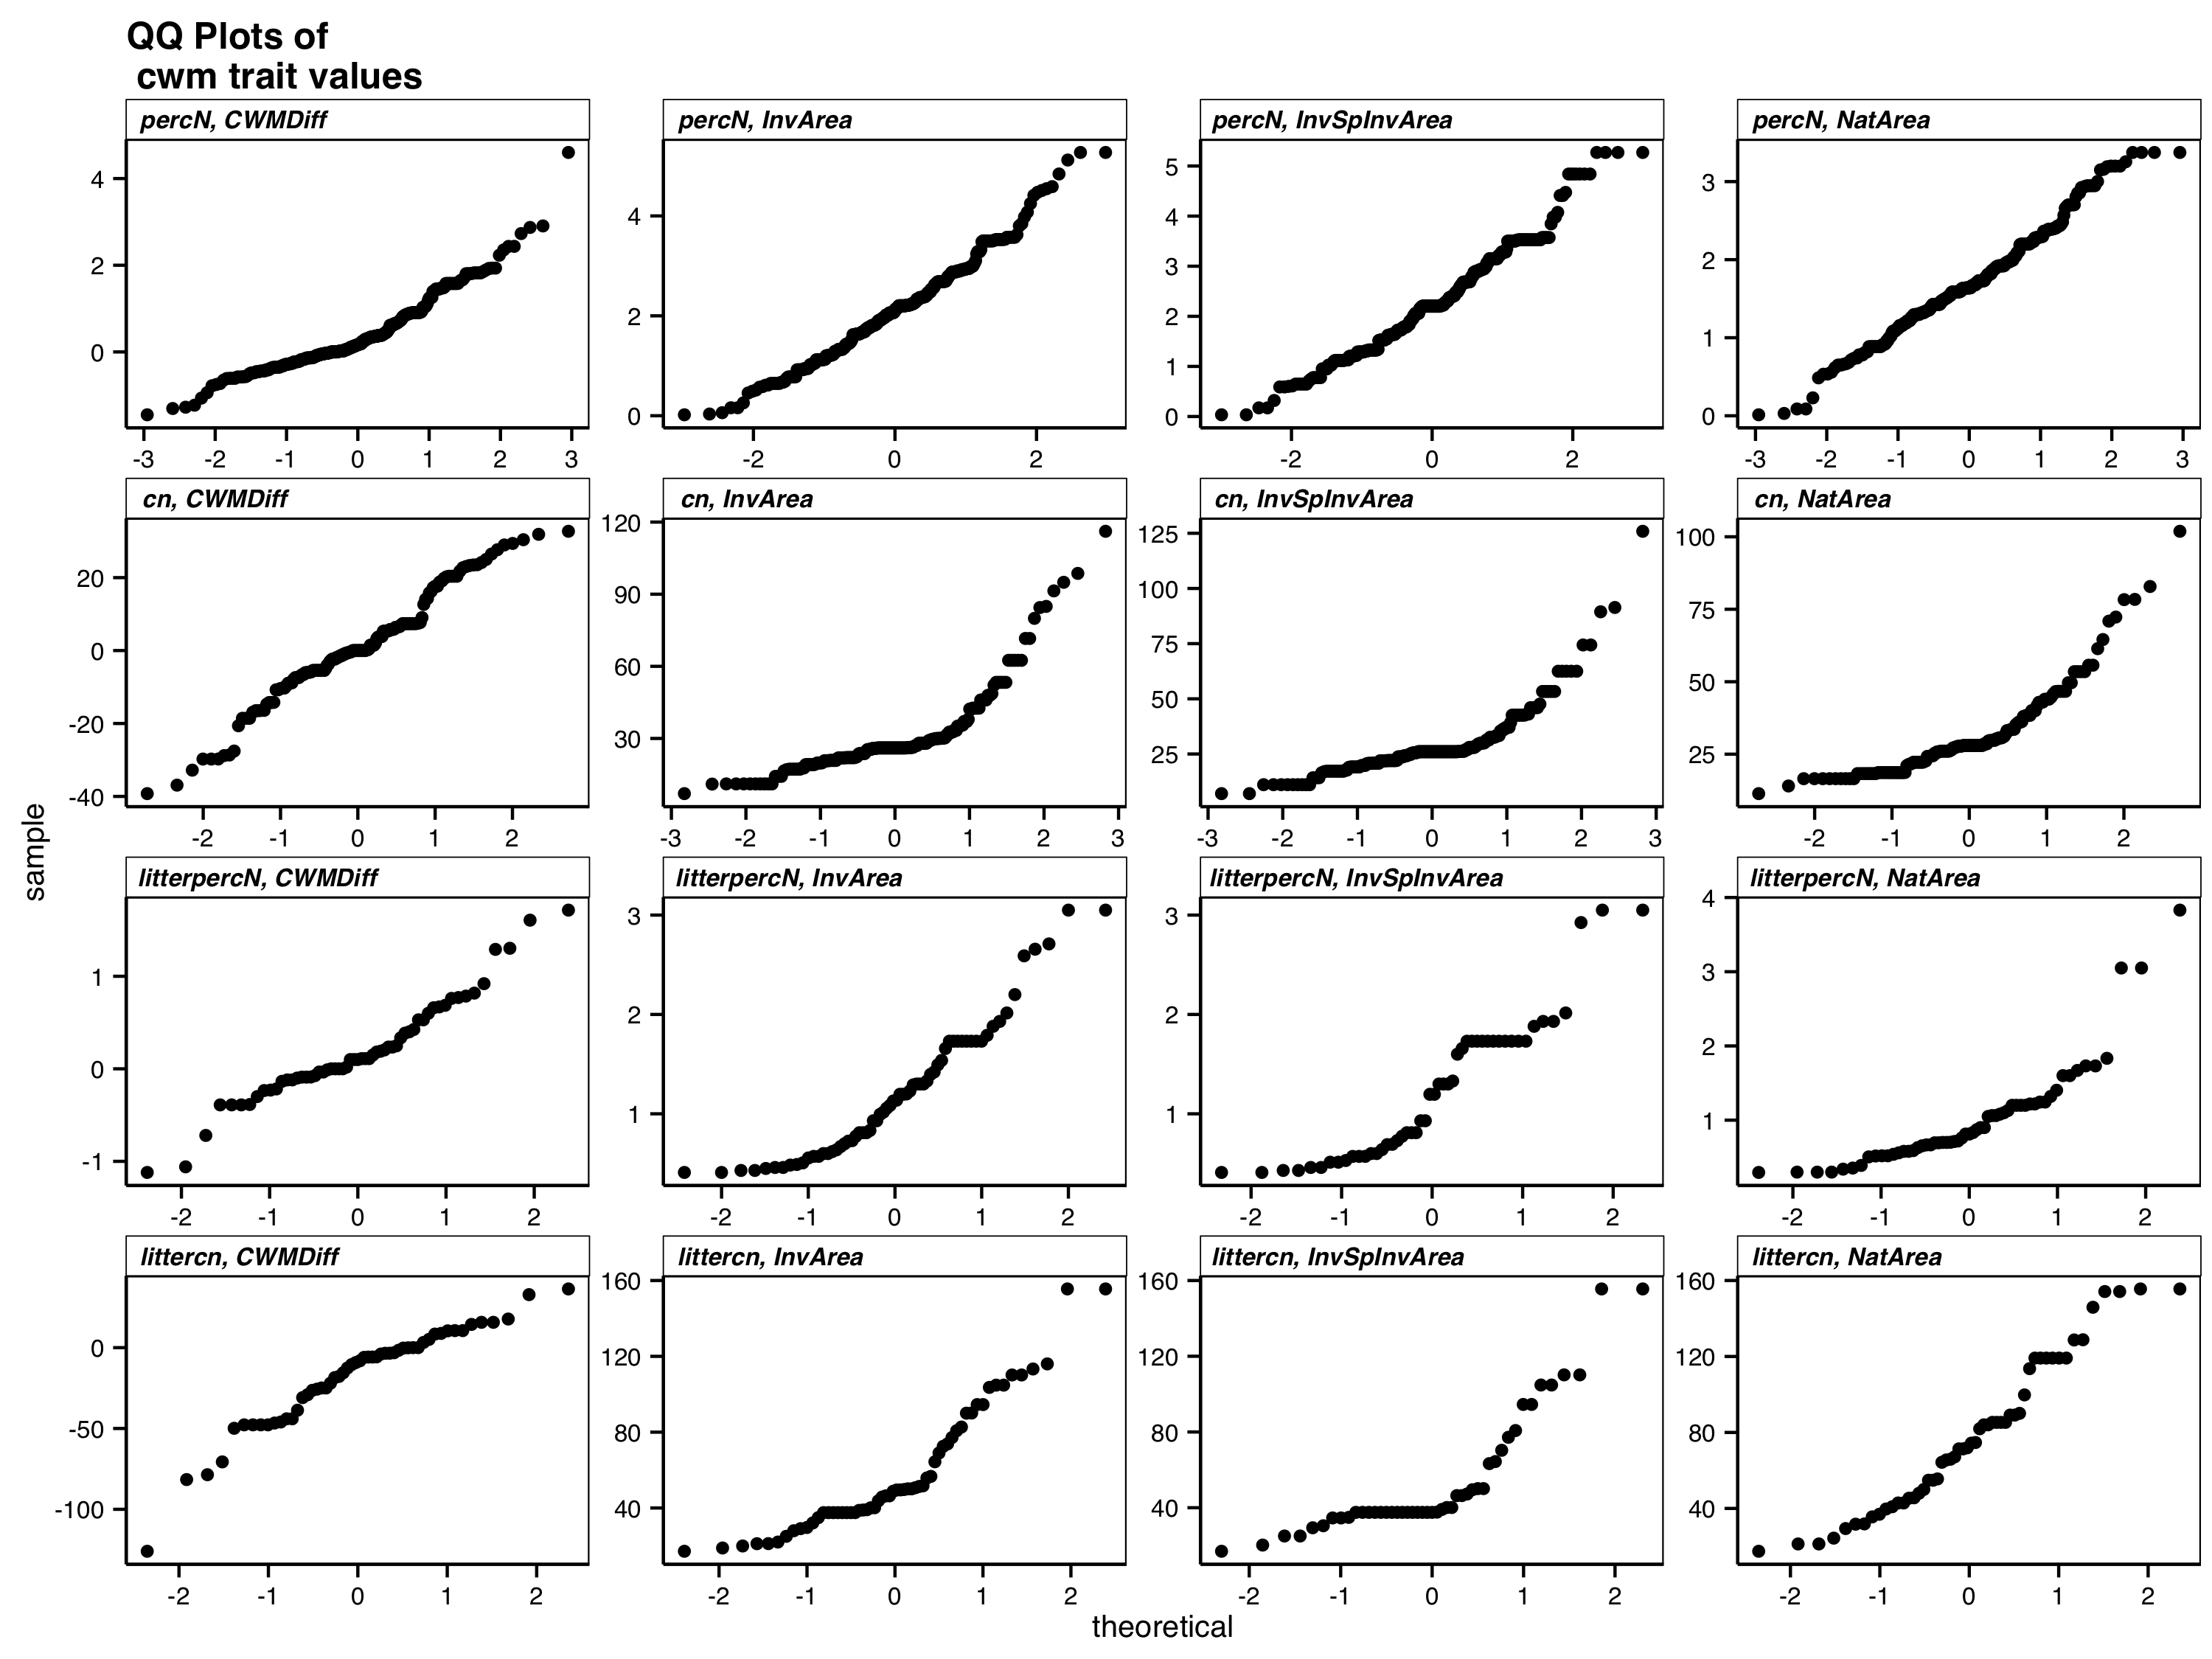 QQ Plots of
cwm trait values
percN, CWMDiff
percN, InvArea
percN, InvSpInvArea
percN, NatArea
4
2
0
-3 -2 -1 0 1 2 3
4
2
0
-2 0 2
5
4
3
2
1
0
-2 0 2
3
2
1
0
-3 -2 -1 0 1 2 3
cn, CWMDiff
cn, InvArea
cn, InvSpInvArea
cn, NatArea
20
0
-20
-40
-2 -1 0 1 2
120
90
60
30
-3 -2 -1 0 1 2 3
125
100
75
50
25
-3 -2 -1 0 1 2 3
100
75
50
25
-2 -1 0 1 2
sample
litterpercN, CWMDiff
litterpercN, InvArea
litterpercN, InvSpInvArea
litterpercN, NatArea
1
0
-1
-2 -1 0 1 2
3
2
1
-2 -1 0 1 2
3
2
1
-2 -1 0 1 2
4
3
2
1
-2 -1 0 1 2
littercn, CWMDiff
littercn, InvArea
littercn, InvSpInvArea
littercn, NatArea
0
-50
-100
-2 -1 0 1 2
160
120
80
40
-2 -1 0 1 2
160
120
80
40
-2 -1 0 1 2
160
120
80
40
-2 -1 0 1 2
theoretical